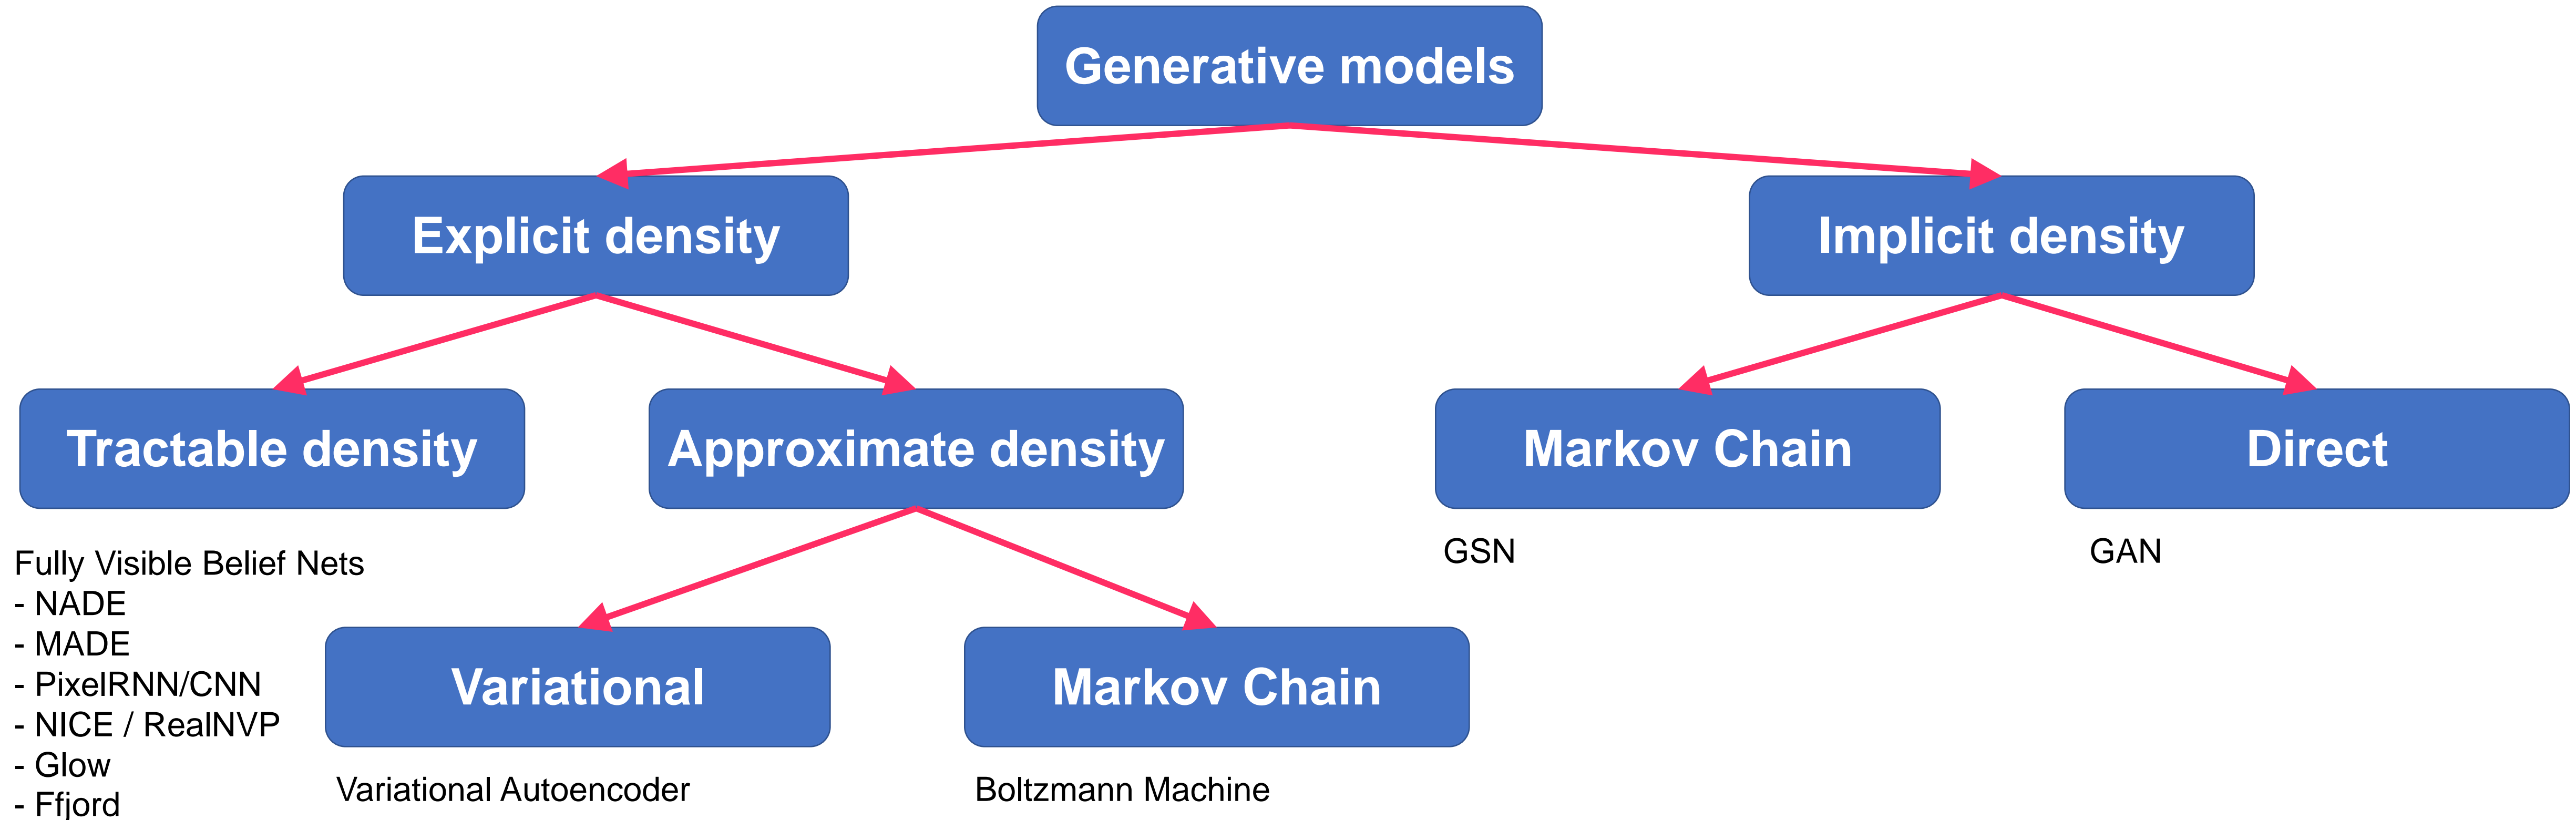 Generative models
Explicit density
Implicit density
Tractable density
Approximate density
Markov Chain
Direct
Fully Visible Belief Nets
- NADE
- MADE
- PixelRNN/CNN
- NICE / RealNVP
- Glow
- Ffjord
GSN
GAN
Variational
Markov Chain
Variational Autoencoder
Boltzmann Machine